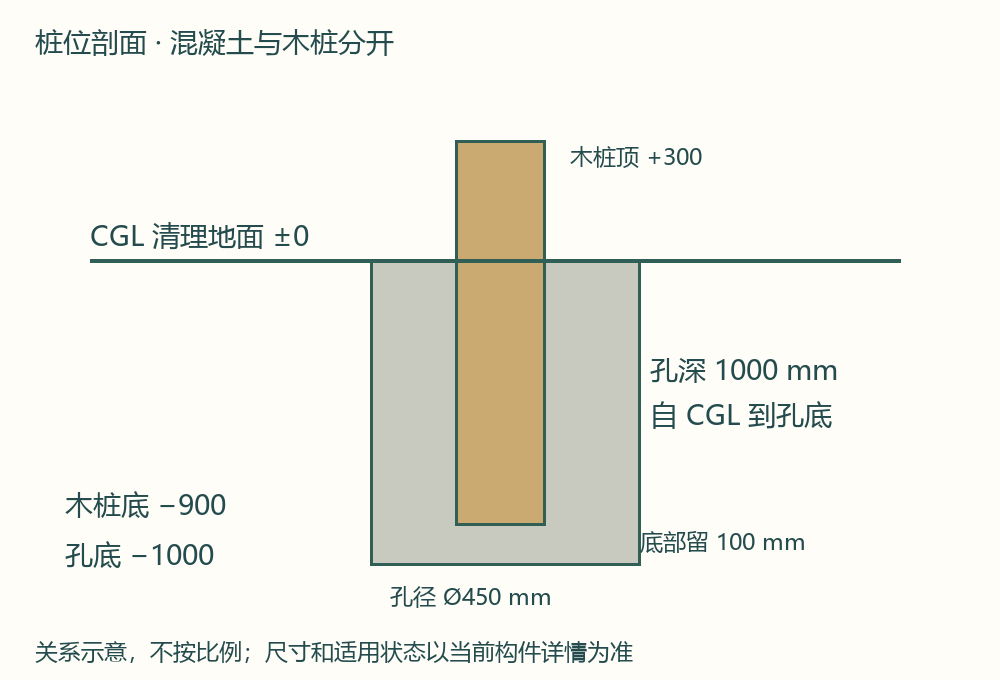 桩位剖面 · 混凝土与木桩分开
木桩顶 +300
CGL 清理地面 ±0
孔深 1000 mm
自 CGL 到孔底
木桩底 −900
底部留 100 mm
孔底 −1000
孔径 Ø450 mm
关系示意，不按比例；尺寸和适用状态以当前构件详情为准